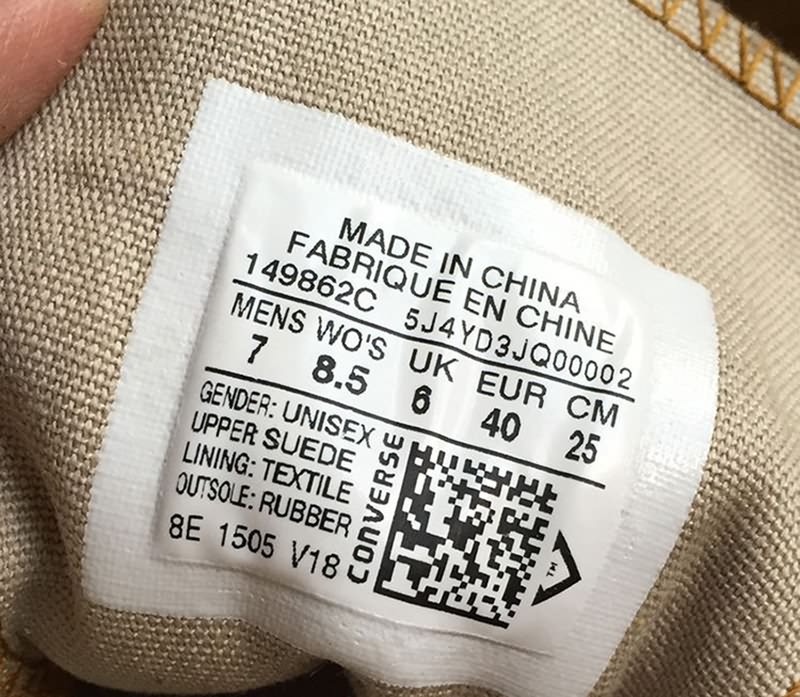 MADE IN CHINA
FABRIQUE EN CHINE
149862C 5J4YD3JQ00002
MENS WO'S UK EUR CM
7 8.5 6 40 25
GENDER: UNISEX
UPPER SUEDE
LINING: TEXTILE
OUTSOLE: RUBBER
8E 1505 V18
CONVERSE
TM